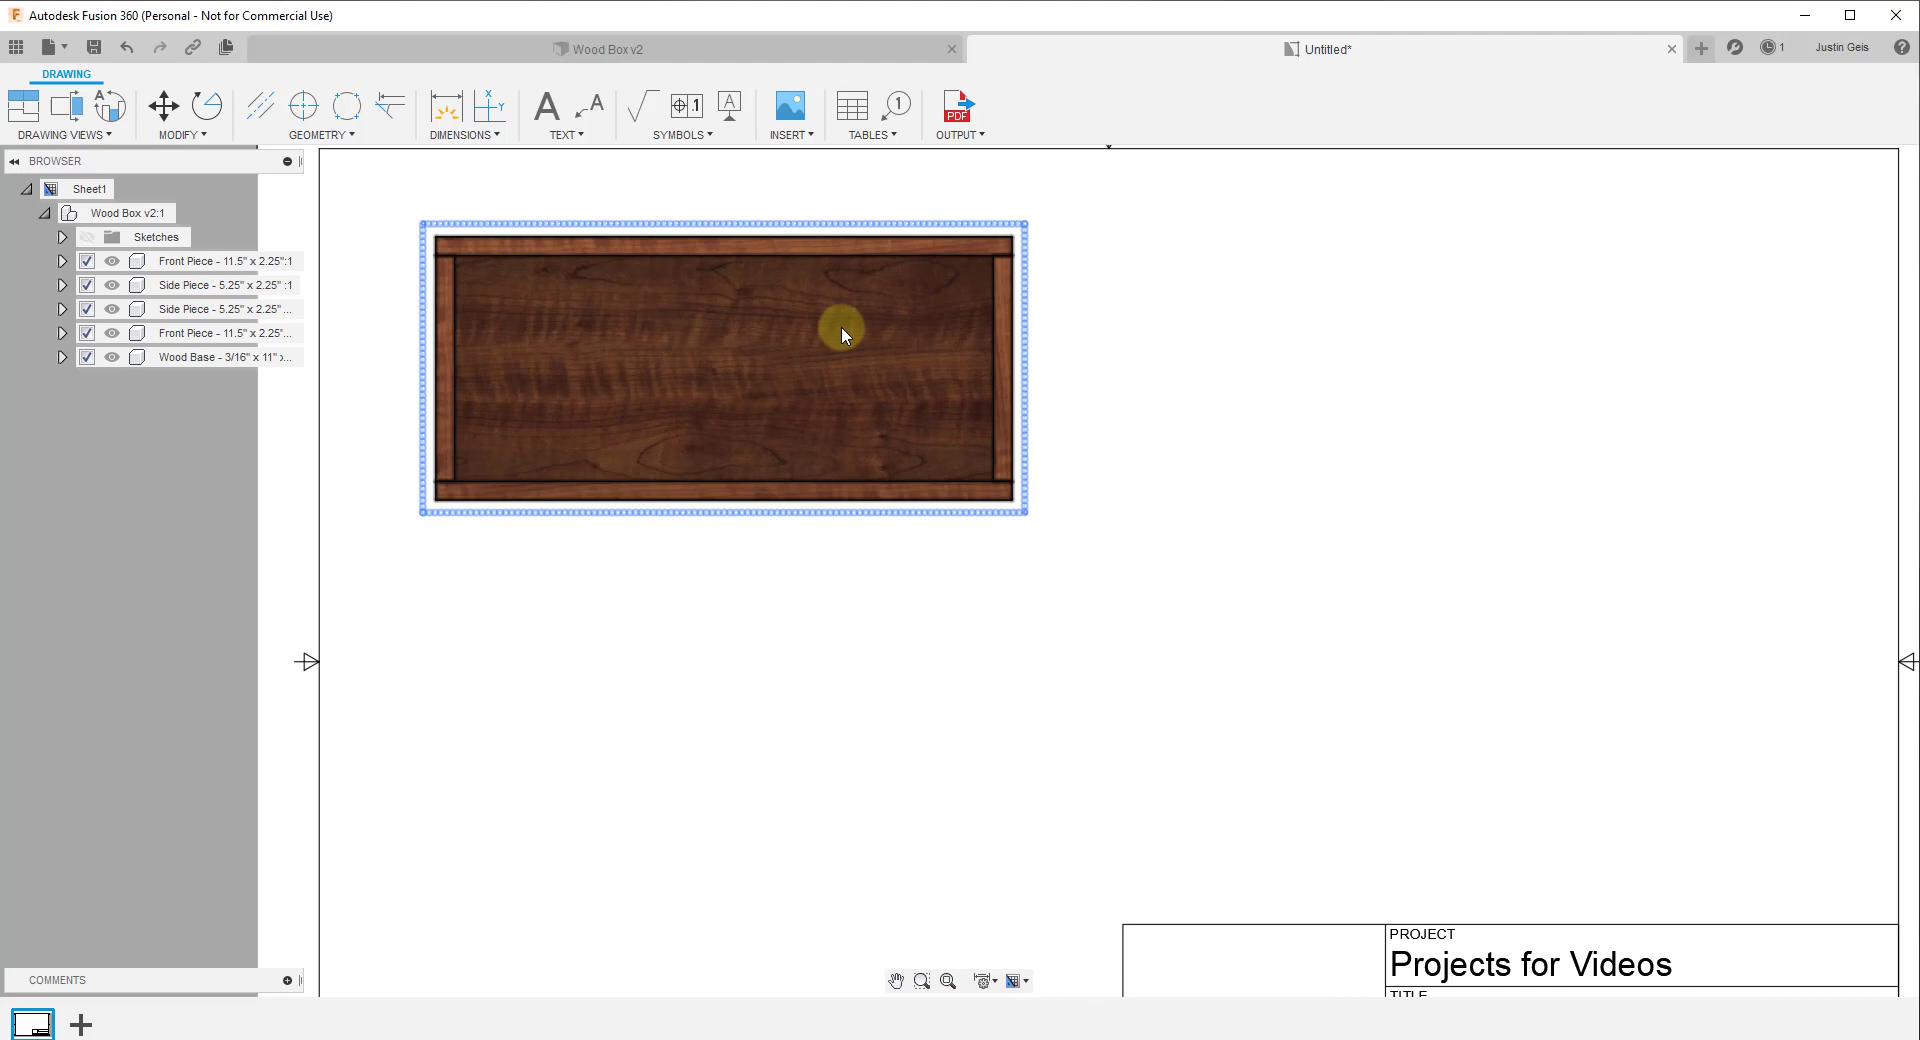 Autodesk Fusion 360 (Personal - Not for Commercial Use)
Wood Box v2
Untitled*
1
Justin Geis
DRAWING
DRAWING VIEWS
MODIFY
GEOMETRY
DIMENSIONS
TEXT
SYMBOLS
INSERT
TABLES
OUTPUT
BROWSER
Sheet1
Wood Box v2:1
Sketches
Front Piece - 11.5" x 2.25":1
Side Piece - 5.25" x 2.25" :1
Side Piece - 5.25" x 2.25" ...
Front Piece - 11.5" x 2.25"...
Wood Base - 3/16" x 11" x...
PROJECT
Projects for Videos
TITLE
COMMENTS